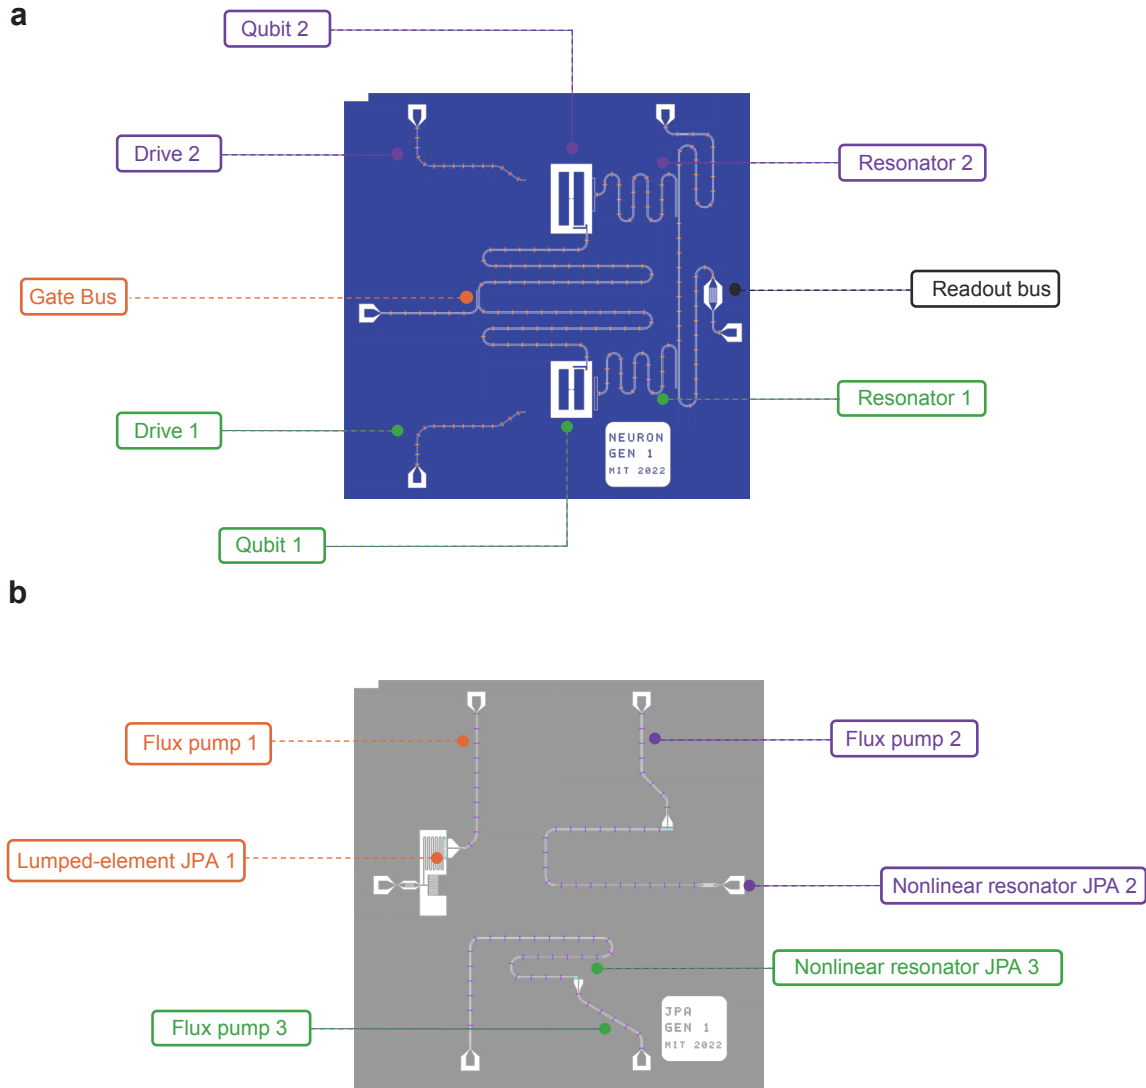 a
Qubit 2
Drive 2
Resonator 2
Gate Bus
Readout bus
Resonator 1
Drive 1
NEURON
GEN 1
MIT 2022
Qubit 1
b
Flux pump 1
Flux pump 2
Lumped-element JPA 1
Nonlinear resonator JPA 2
Nonlinear resonator JPA 3
JPA
GEN 1
MIT 2022
Flux pump 3